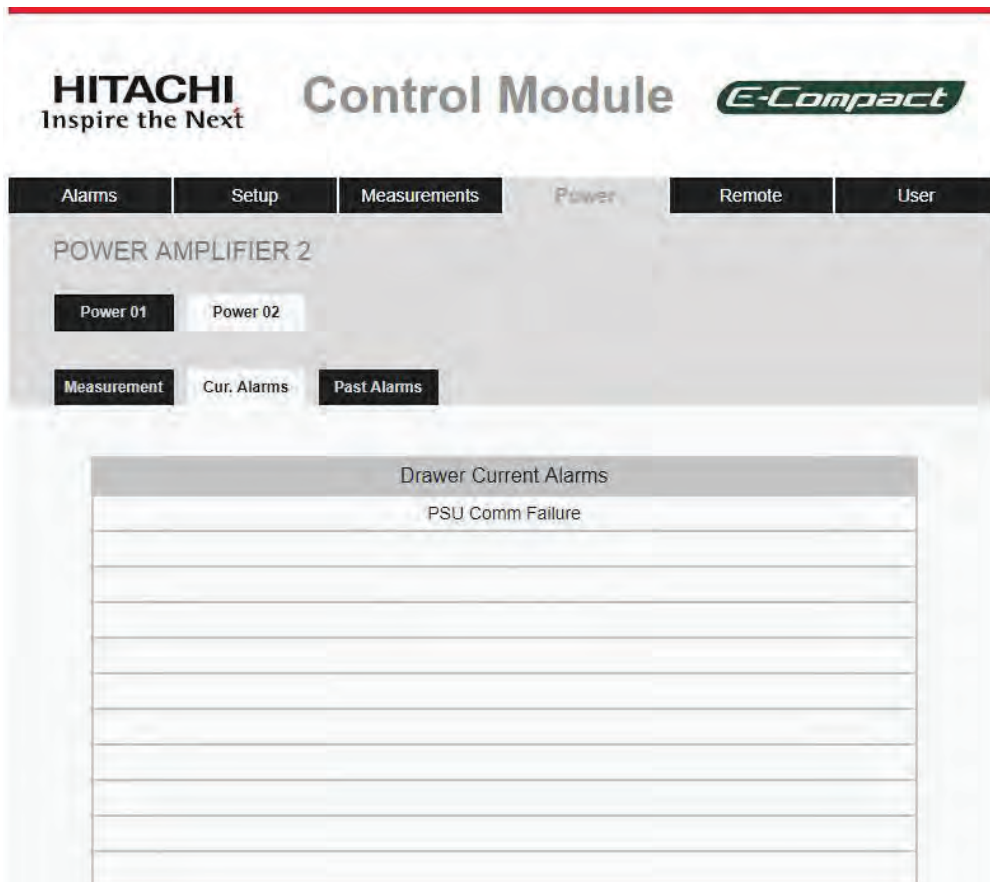 HITACHI
Inspire the Next
Control Module
E-Compact
Alarms Setup Measurements Power Remote User
POWER AMPLIFIER 2
Power 01 Power 02
Measurement Cur. Alarms Past Alarms
Drawer Current Alarms
PSU Comm Failure